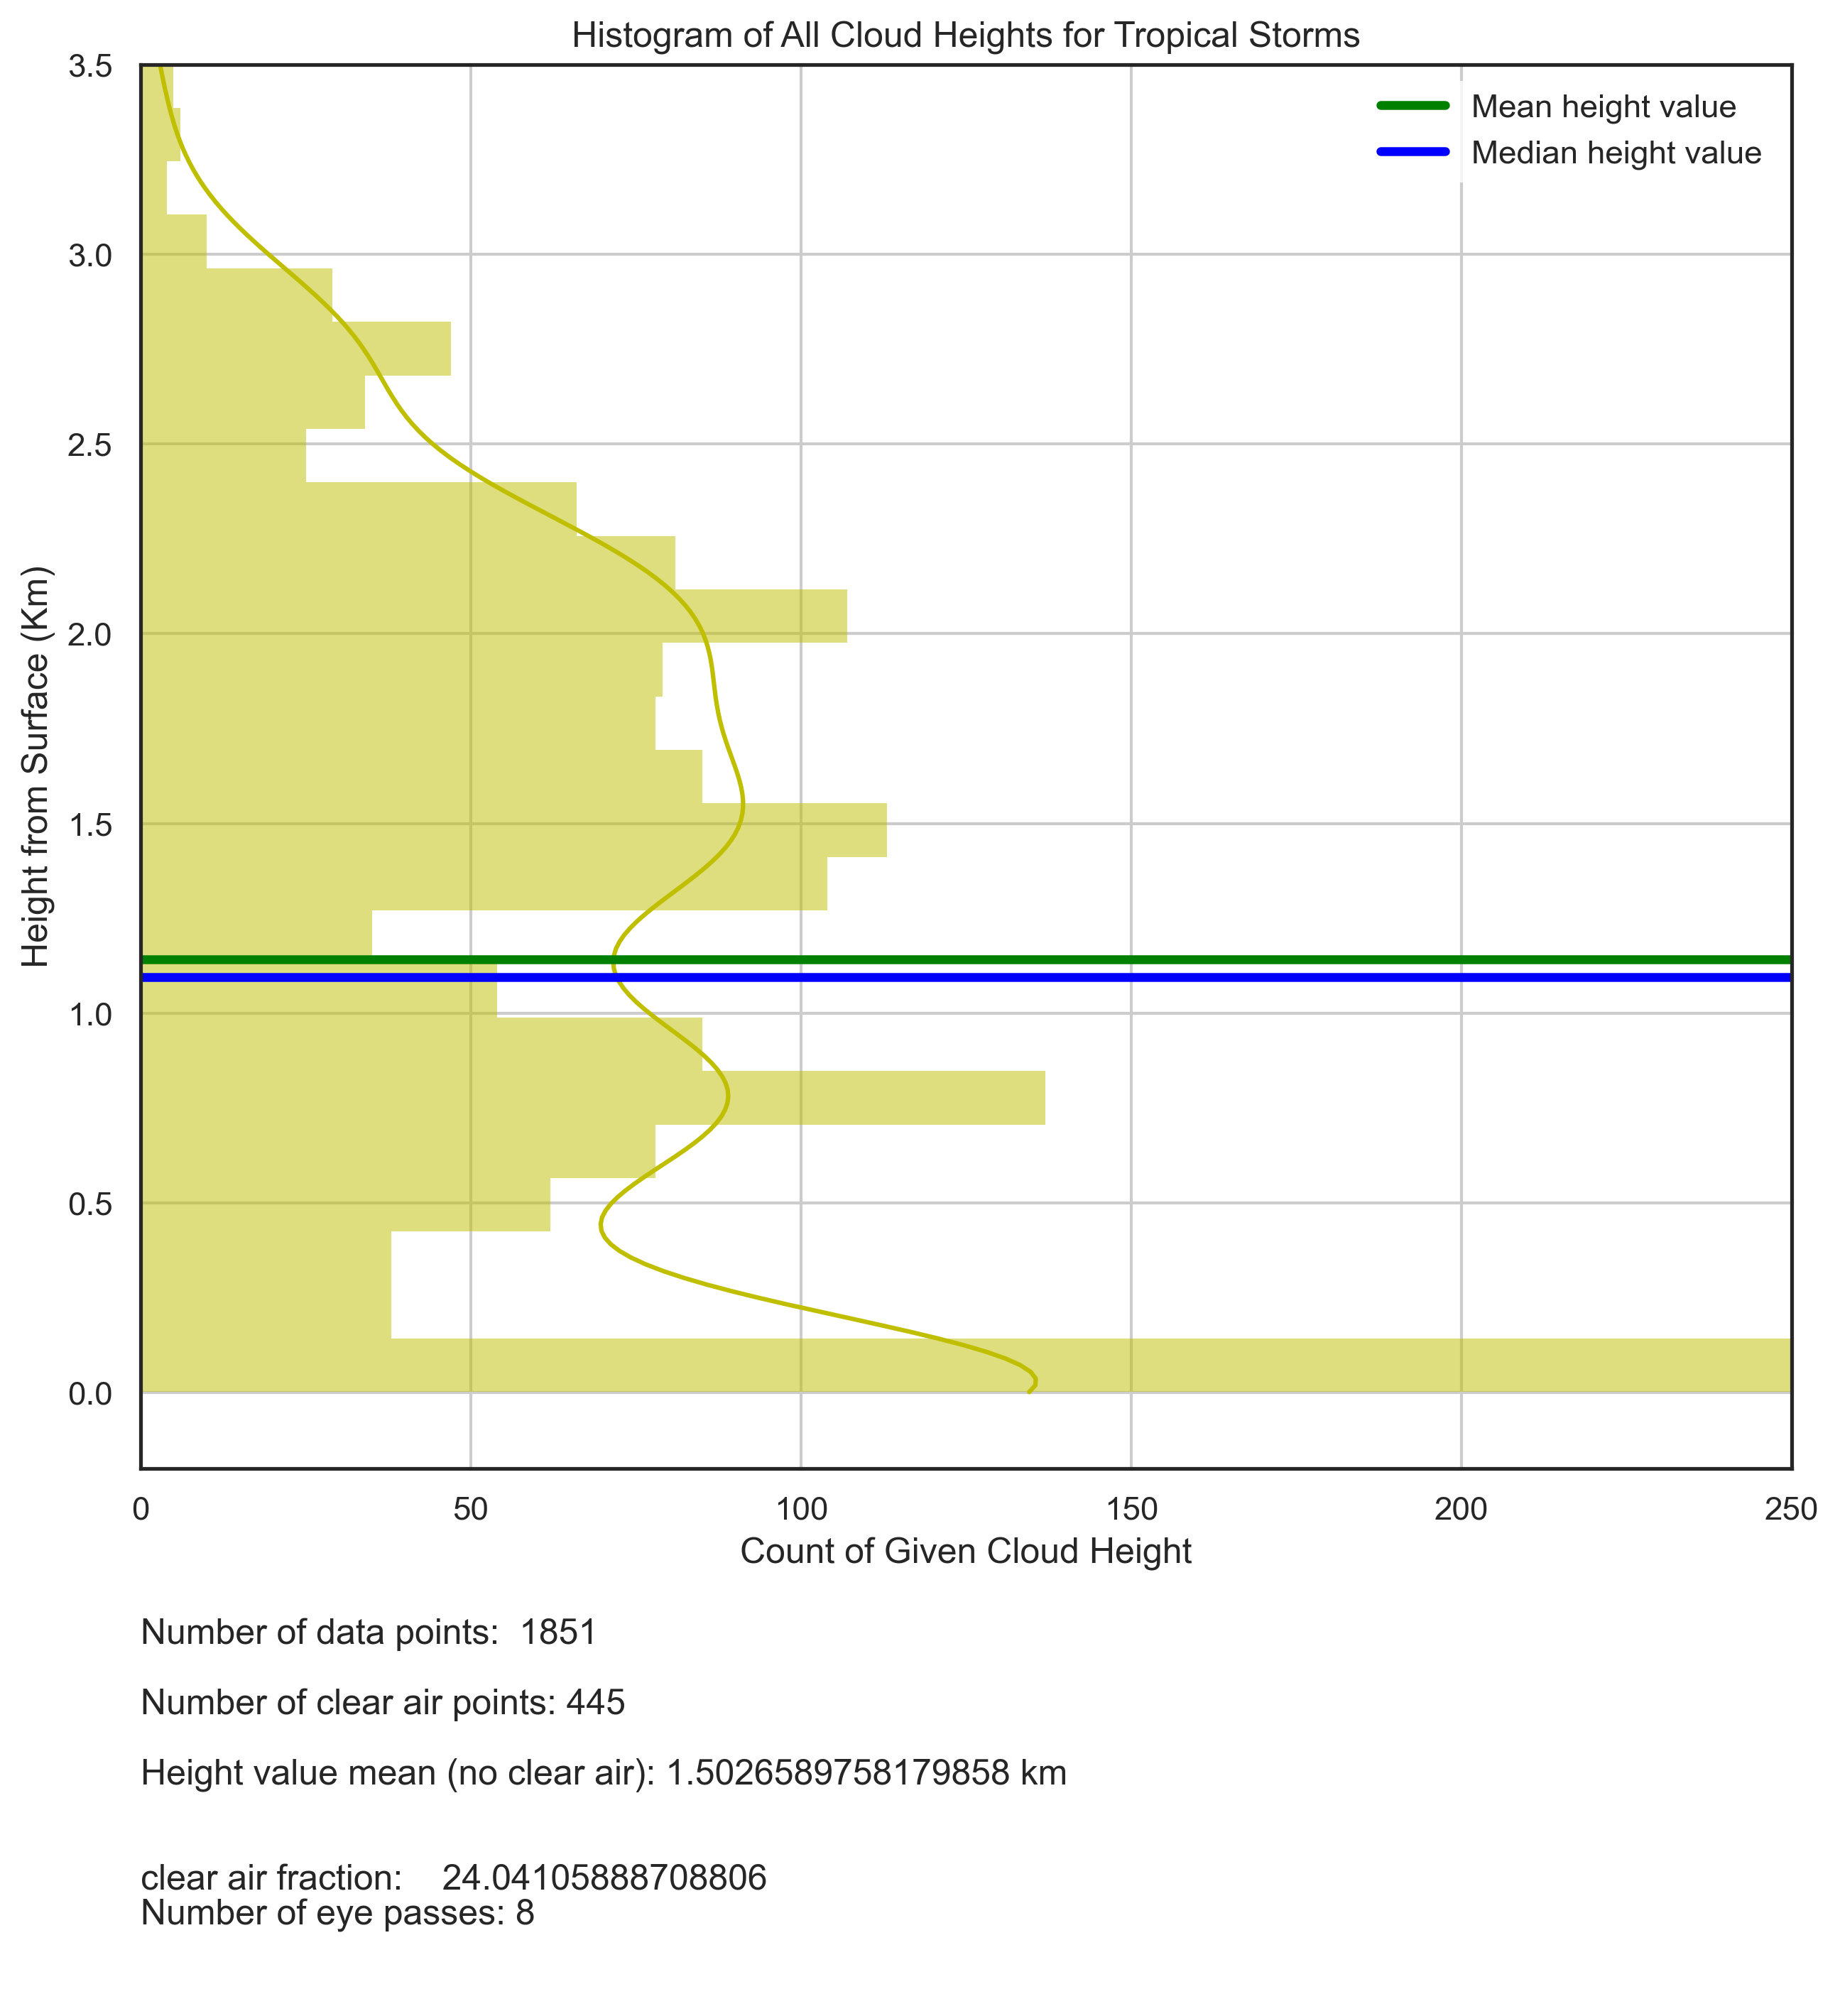 Histogram of All Cloud Heights for Tropical Storms
Mean height value
Median height value
3.5
3.0
2.5
2.0
1.5
1.0
0.5
0.0
Height from Surface (Km)
0 50 100 150 200 250
Count of Given Cloud Height
Number of data points: 1851
Number of clear air points: 445
Height value mean (no clear air): 1.5026589758179858 km
clear air fraction: 24.04105888708806
Number of eye passes: 8